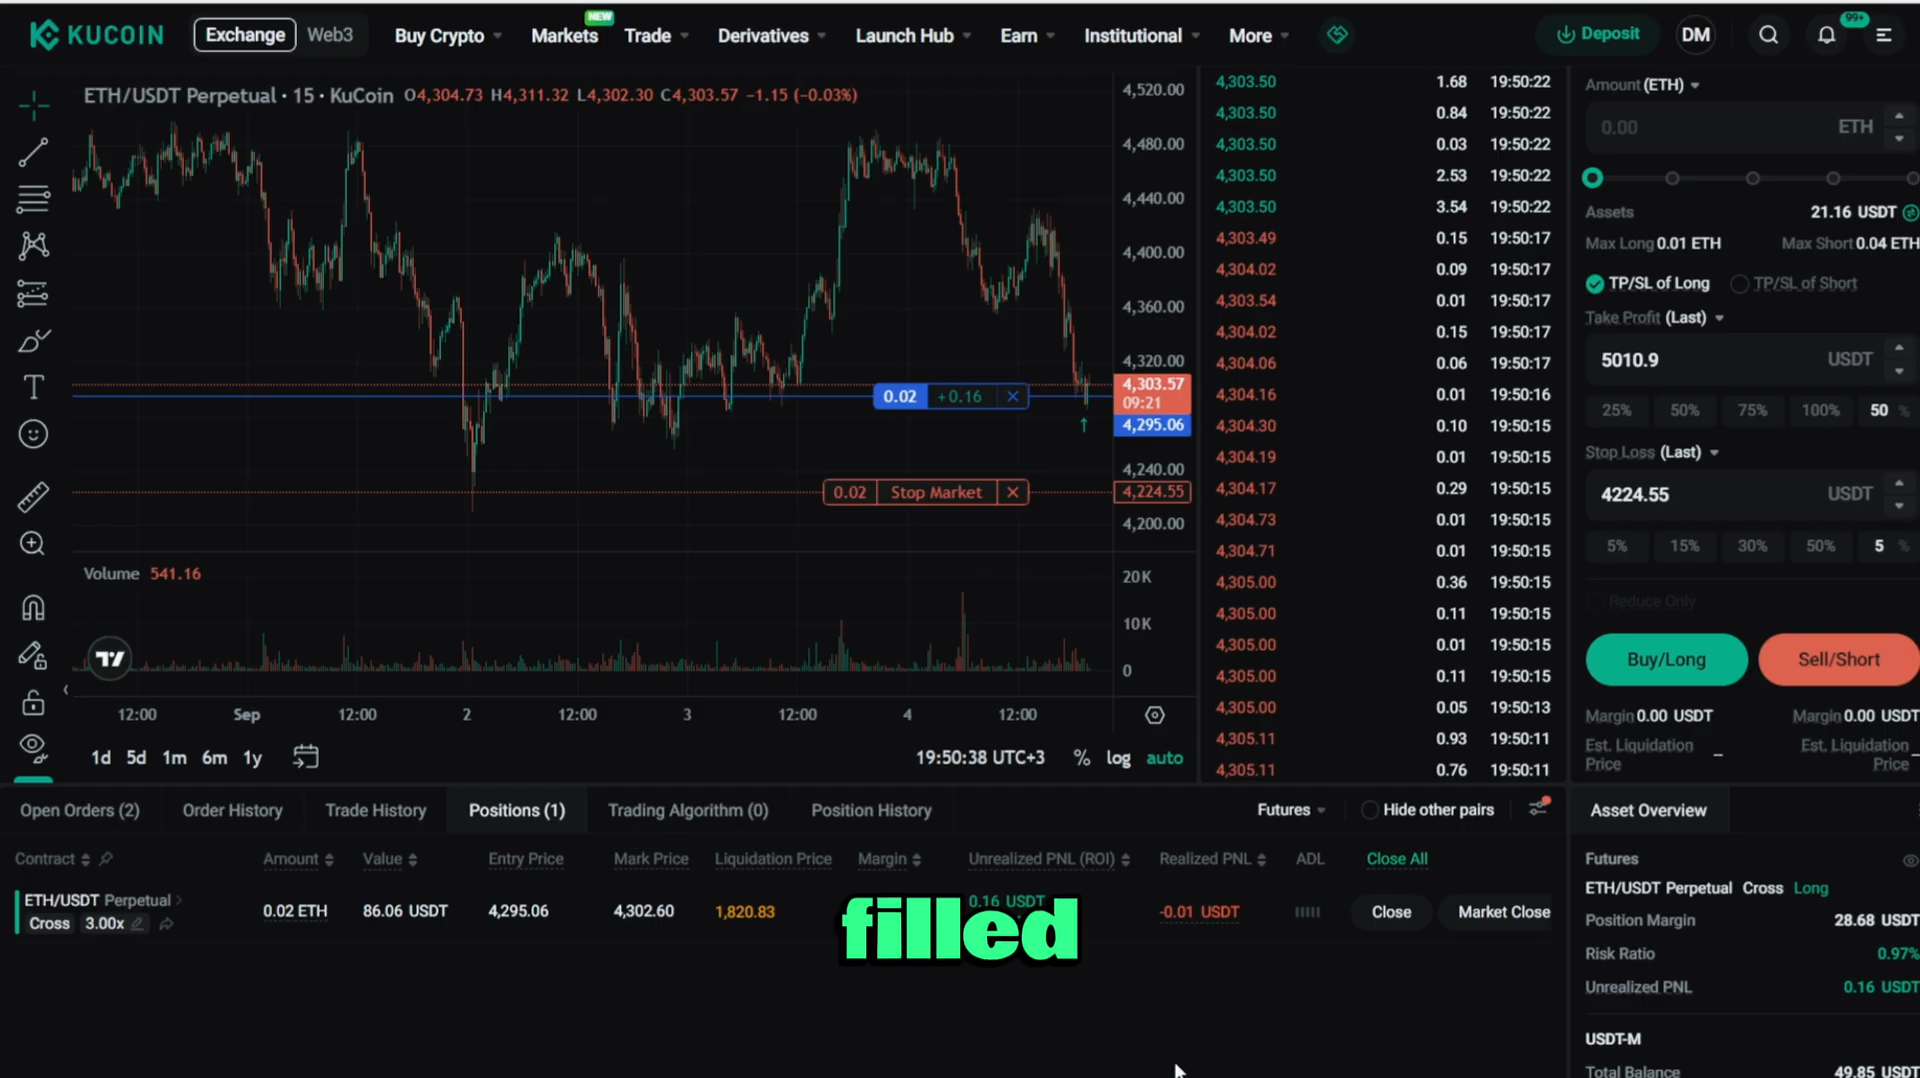 KUCOIN Exchange Web3 Buy Crypto Markets NEW Trade Derivatives Launch Hub Earn Institutional More Deposit DM 99+
ETH/USDT Perpetual · 15 · KuCoin O4,304.73 H4,311.32 L4,302.30 C4,303.57 −1.15 (−0.03%)
4,520.00
4,480.00
4,440.00
4,400.00
4,360.00
4,320.00
4,303.57
09:21
4,295.06
4,240.00
4,224.55
4,200.00
0.02 +0.16 ×
0.02 Stop Market ×
Volume 541.16
20K
10K
0
12:00 Sep 12:00 2 12:00 3 12:00 4 12:00
1d 5d 1m 6m 1y 19:50:38 UTC+3 % log auto
4,303.50 1.68 19:50:22
4,303.50 0.84 19:50:22
4,303.50 0.03 19:50:22
4,303.50 2.53 19:50:22
4,303.50 3.54 19:50:22
4,303.49 0.15 19:50:17
4,304.02 0.09 19:50:17
4,303.54 0.01 19:50:17
4,304.02 0.15 19:50:17
4,304.06 0.06 19:50:17
4,304.16 0.01 19:50:16
4,304.30 0.10 19:50:15
4,304.19 0.01 19:50:15
4,304.17 0.29 19:50:15
4,304.73 0.01 19:50:15
4,304.71 0.01 19:50:15
4,305.00 0.36 19:50:15
4,305.00 0.11 19:50:15
4,305.00 0.01 19:50:15
4,305.00 0.11 19:50:15
4,305.00 0.05 19:50:13
4,305.11 0.93 19:50:11
4,305.11 0.76 19:50:11
Amount (ETH)
0.00 ETH
Assets 21.16 USDT
Max Long 0.01 ETH Max Short 0.04 ETH
TP/SL of Long TP/SL of Short
Take Profit (Last)
5010.9 USDT
25% 50% 75% 100% 50 %
Stop Loss (Last)
4224.55 USDT
5% 15% 30% 50% 5 %
Reduce Only
Buy/Long Sell/Short
Margin 0.00 USDT Margin 0.00 USDT
Est. Liquidation Price – Est. Liquidation Price –
Open Orders (2) Order History Trade History Positions (1) Trading Algorithm (0) Position History Futures Hide other pairs
Contract Amount Value Entry Price Mark Price Liquidation Price Margin Unrealized PNL (ROI) Realized PNL ADL Close All
ETH/USDT Perpetual
Cross 3.00x
0.02 ETH 86.06 USDT 4,295.06 4,302.60 1,820.83 0.16 USDT -0.01 USDT Close Market Close
filled
Asset Overview
Futures
ETH/USDT Perpetual Cross Long
Position Margin 28.68 USDT
Risk Ratio 0.97%
Unrealized PNL 0.16 USDT
USDT-M
Total Balance 49.85 USDT